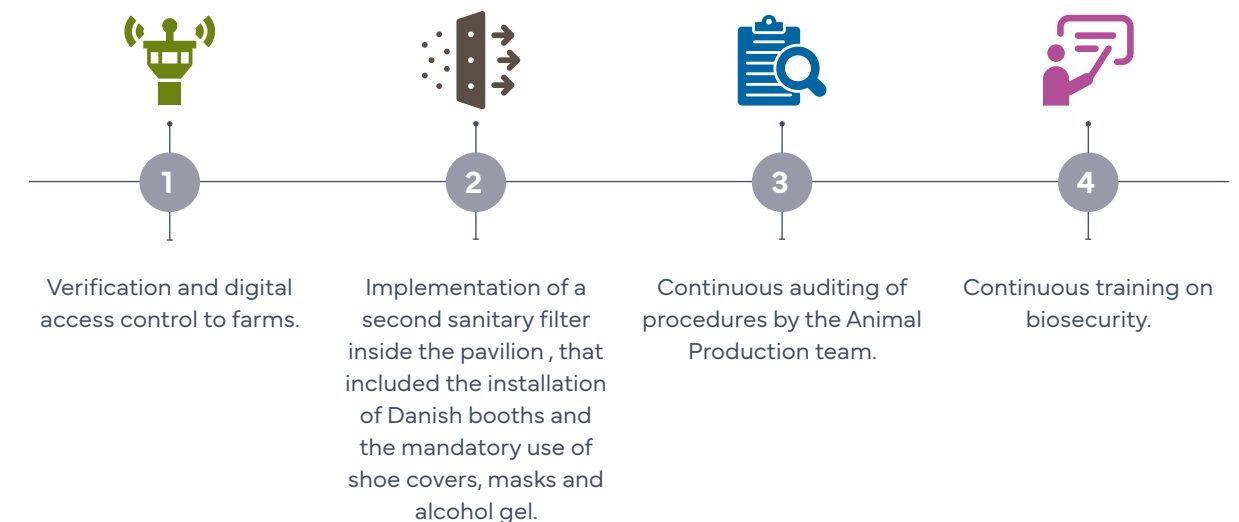 1
2
3
4
Verification and digital
access control to farms.
Implementation of a
second sanitary filter
inside the pavilion , that
included the installation
of Danish booths and
the mandatory use of
shoe covers, masks and
alcohol gel.
Continuous auditing of
procedures by the Animal
Production team.
Continuous training on
biosecurity.